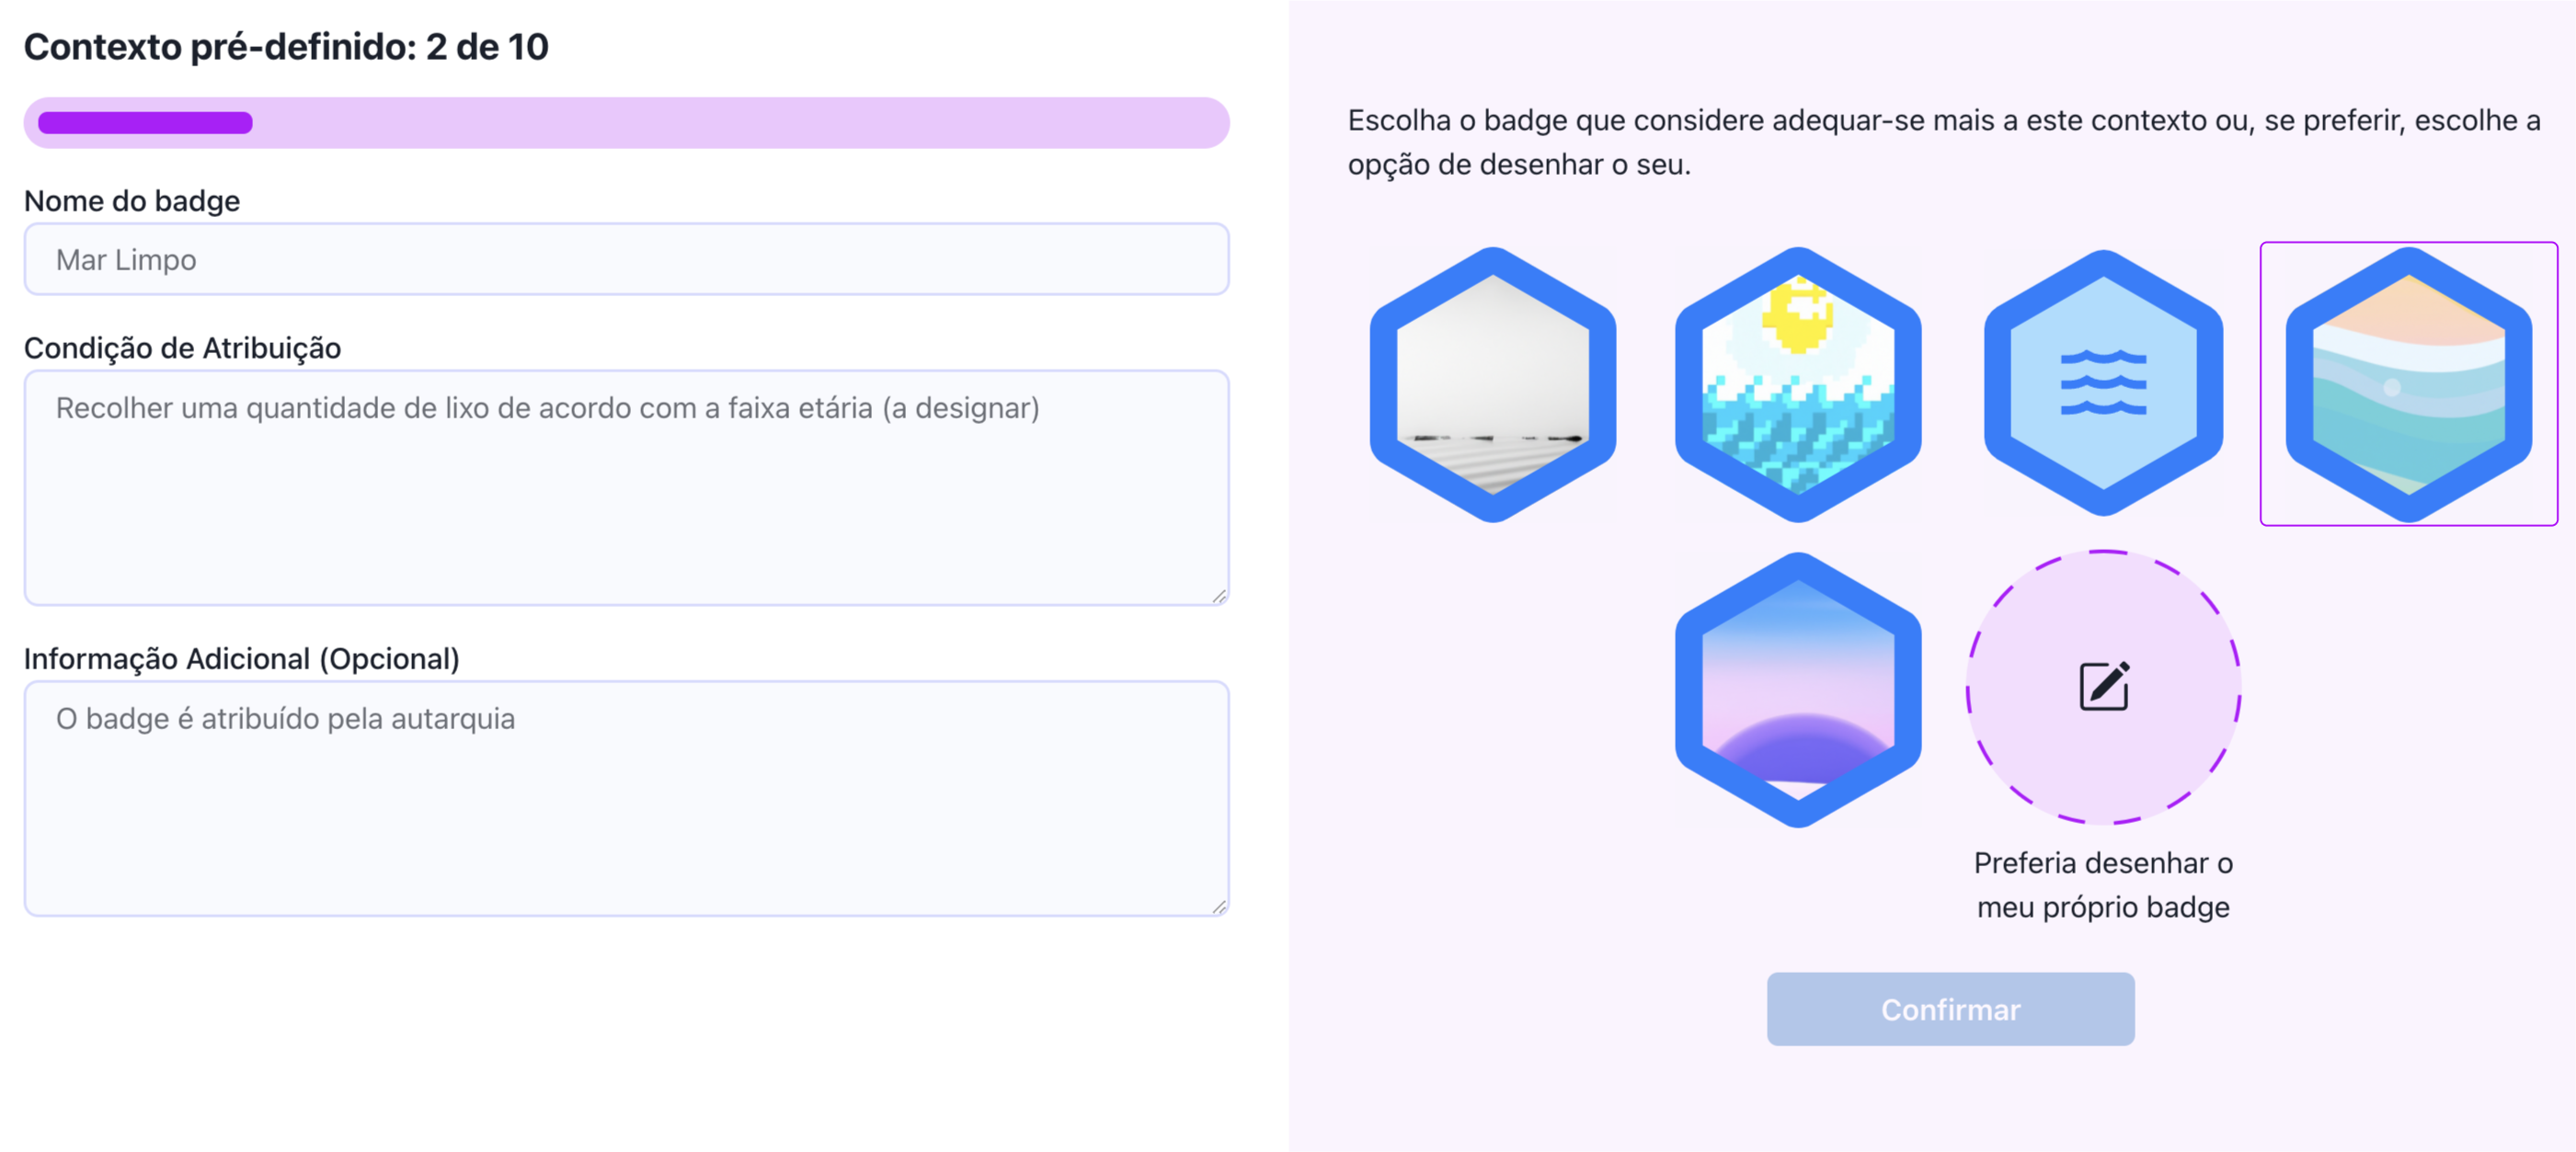 Contexto pré-definido: 2 de 10
Nome do badge
Mar Limpo
Condição de Atribuição
Recolher uma quantidade de lixo de acordo com a faixa etária (a designar)
Informação Adicional (Opcional)
O badge é atribuído pela autarquia
Escolha o badge que considere adequar-se mais a este contexto ou, se preferir, escolhe a
opção de desenhar o seu.
Preferia desenhar o
meu próprio badge
Confirmar